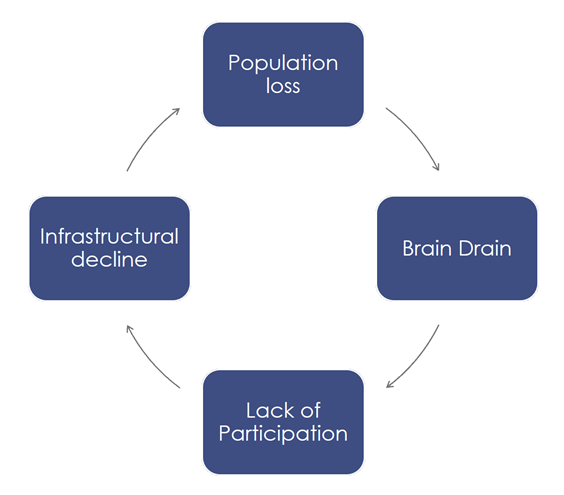 Population
loss
Brain Drain
Lack of
Participation
Infrastructural
decline